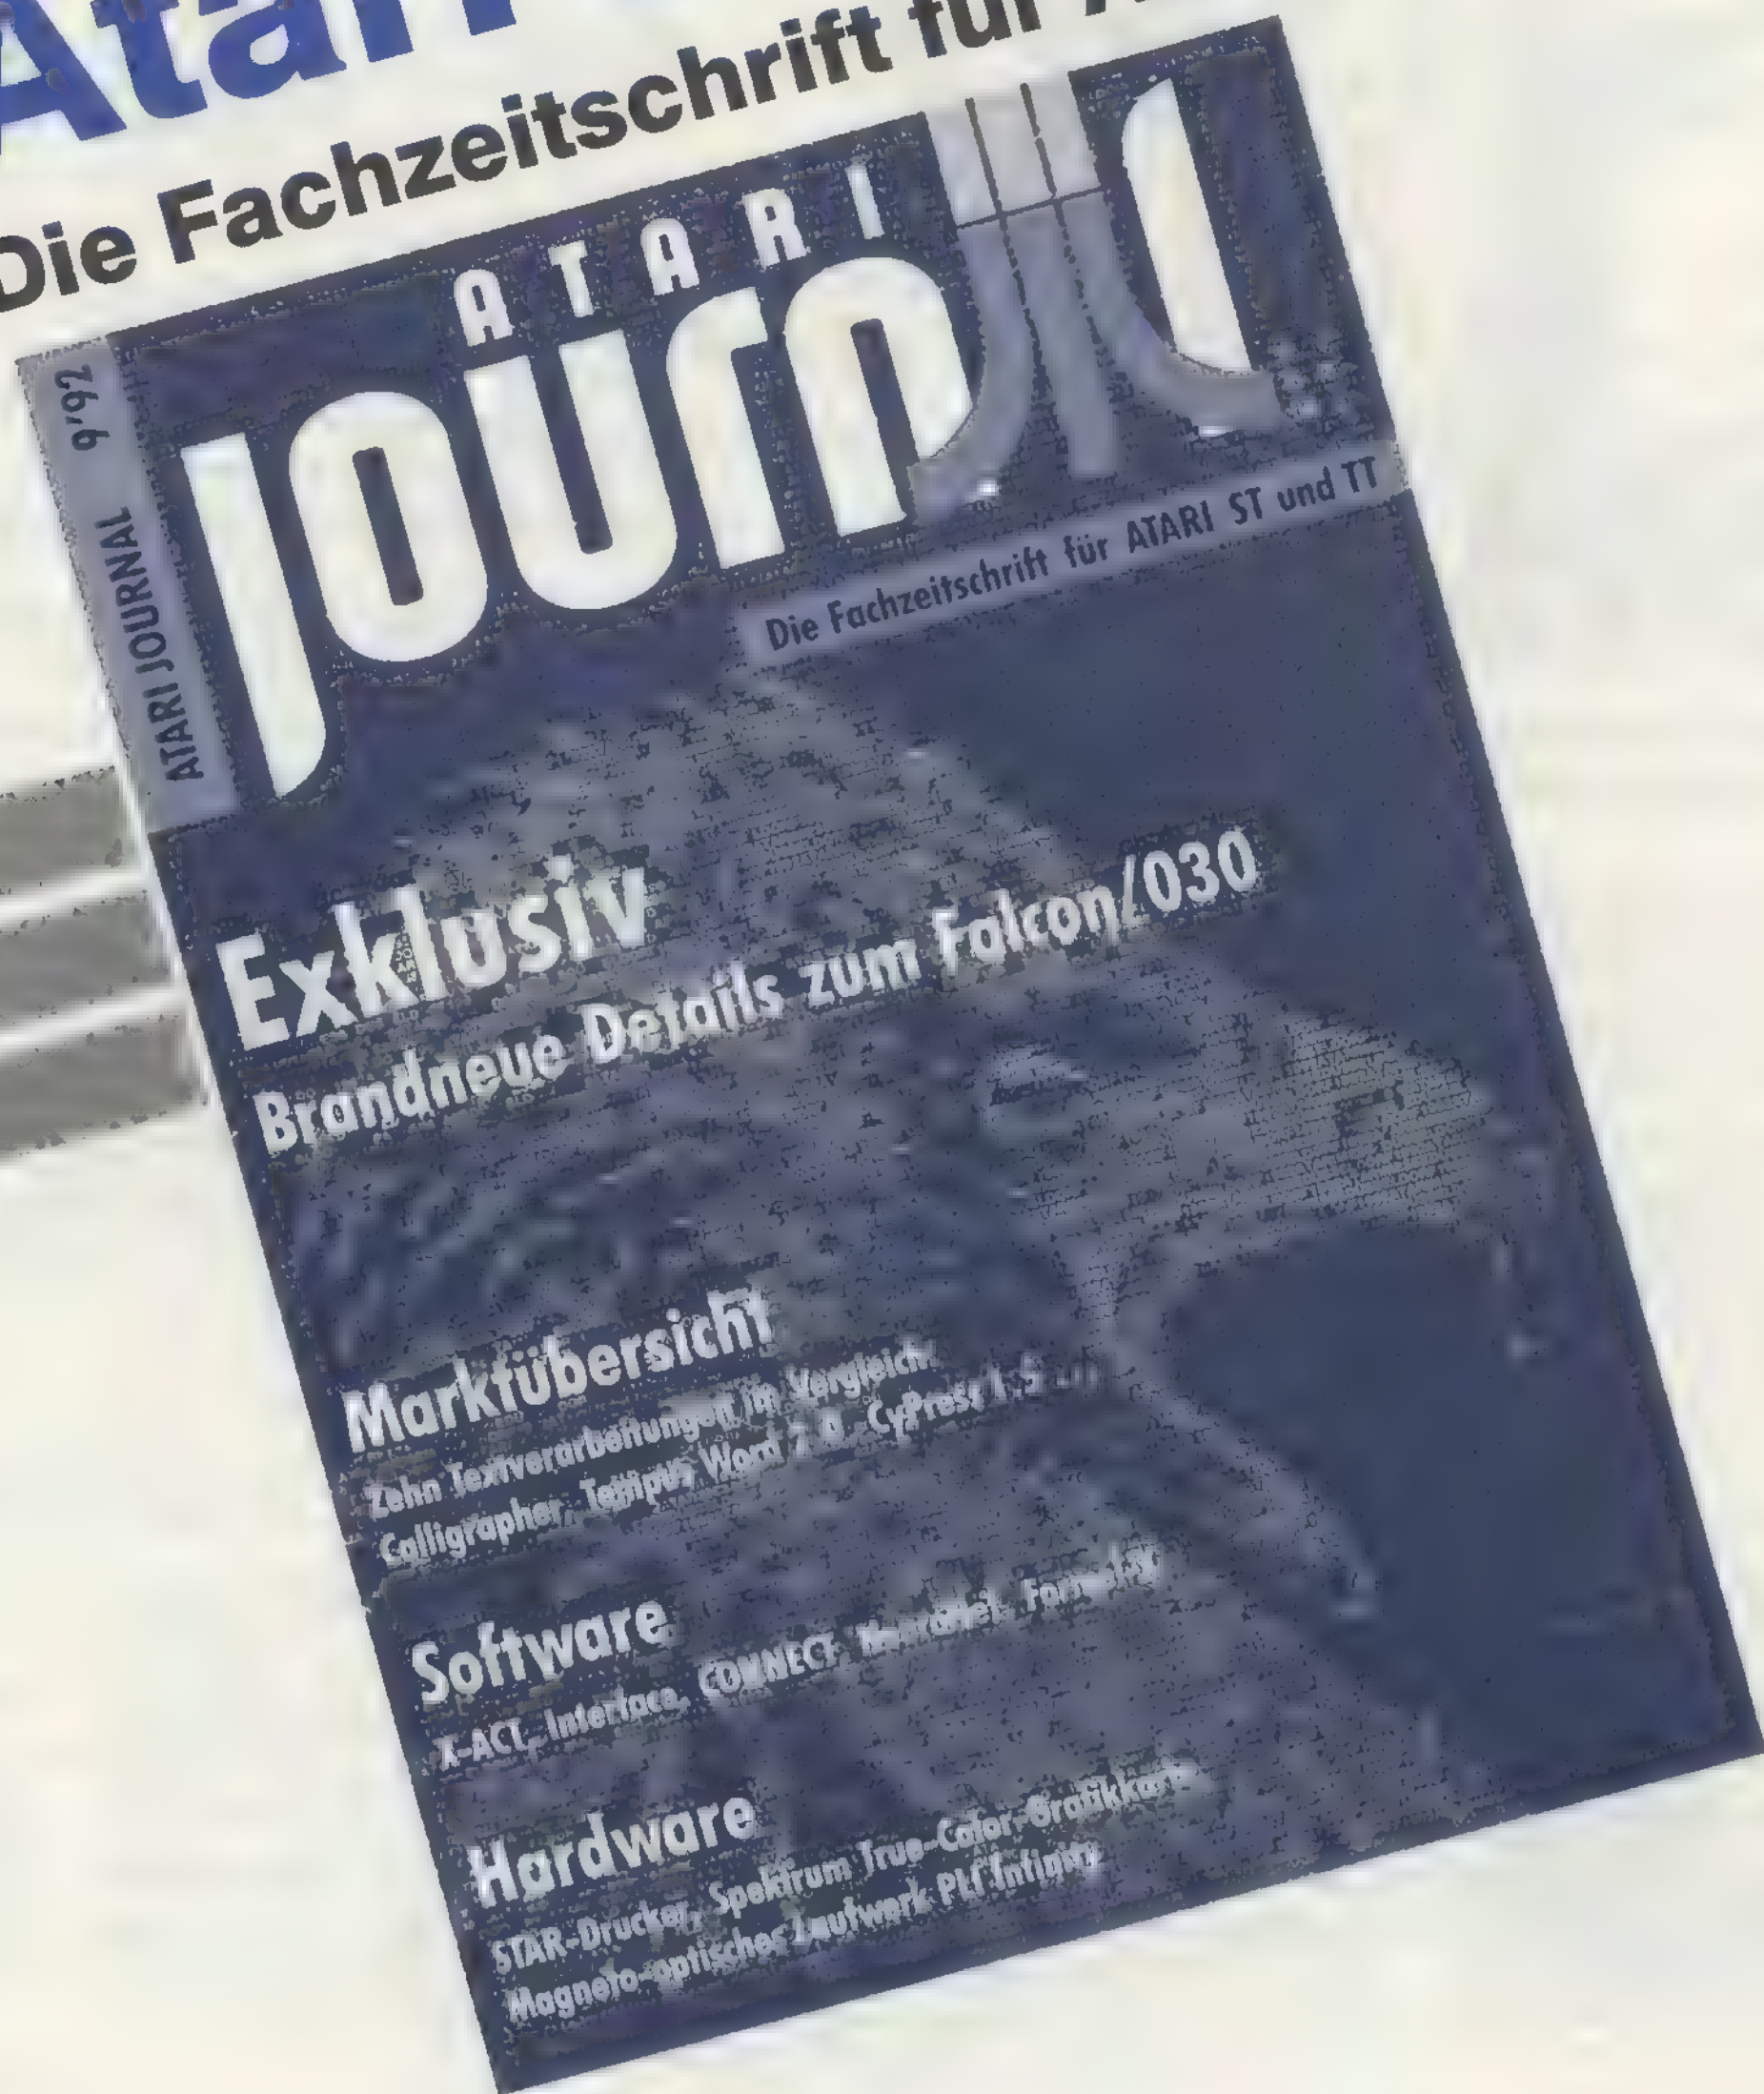 Atari
Die Fachzeitschrift für
9'92
ATARI JOURNAL
ATARI
Journal
Die Fachzeitschrift für ATARI ST und TT
Exklusiv
Brandneue Details zum Falcon/030
Marktübersicht
Zehn Textverarbeitungen im Vergleich
Calligrapher, Tempus Word CyPress 1.5
Software
X-ACT, Interface, CONNECT,
Hardware
STAR-Drucker, Spektrum True-Color-Grafikkarte
Magneto-optisches Laufwerk PLI Infinity